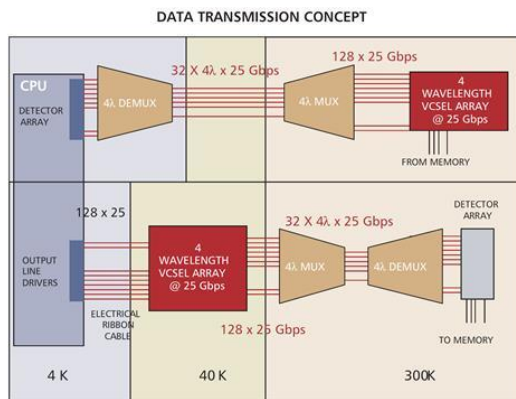 DATA TRANSMISSION CONCEPT
CPU
DETECTOR
ARRAY
4λ DEMUX
32 X 4λ x 25 Gbps
4λ MUX
128 x 25 Gbps
4
WAVELENGTH
VCSEL ARRAY
@ 25 Gbps
FROM MEMORY
128 x 25
OUTPUT
LINE
DRIVERS
ELECTRICAL
RIBBON
CABLE
4
WAVELENGTH
VCSEL ARRAY
@ 25 Gbps
128 x 25 Gbps
32 X 4λ x 25 Gbps
4λ MUX
4λ DEMUX
DETECTOR
ARRAY
TO MEMORY
4 K
40 K
300K